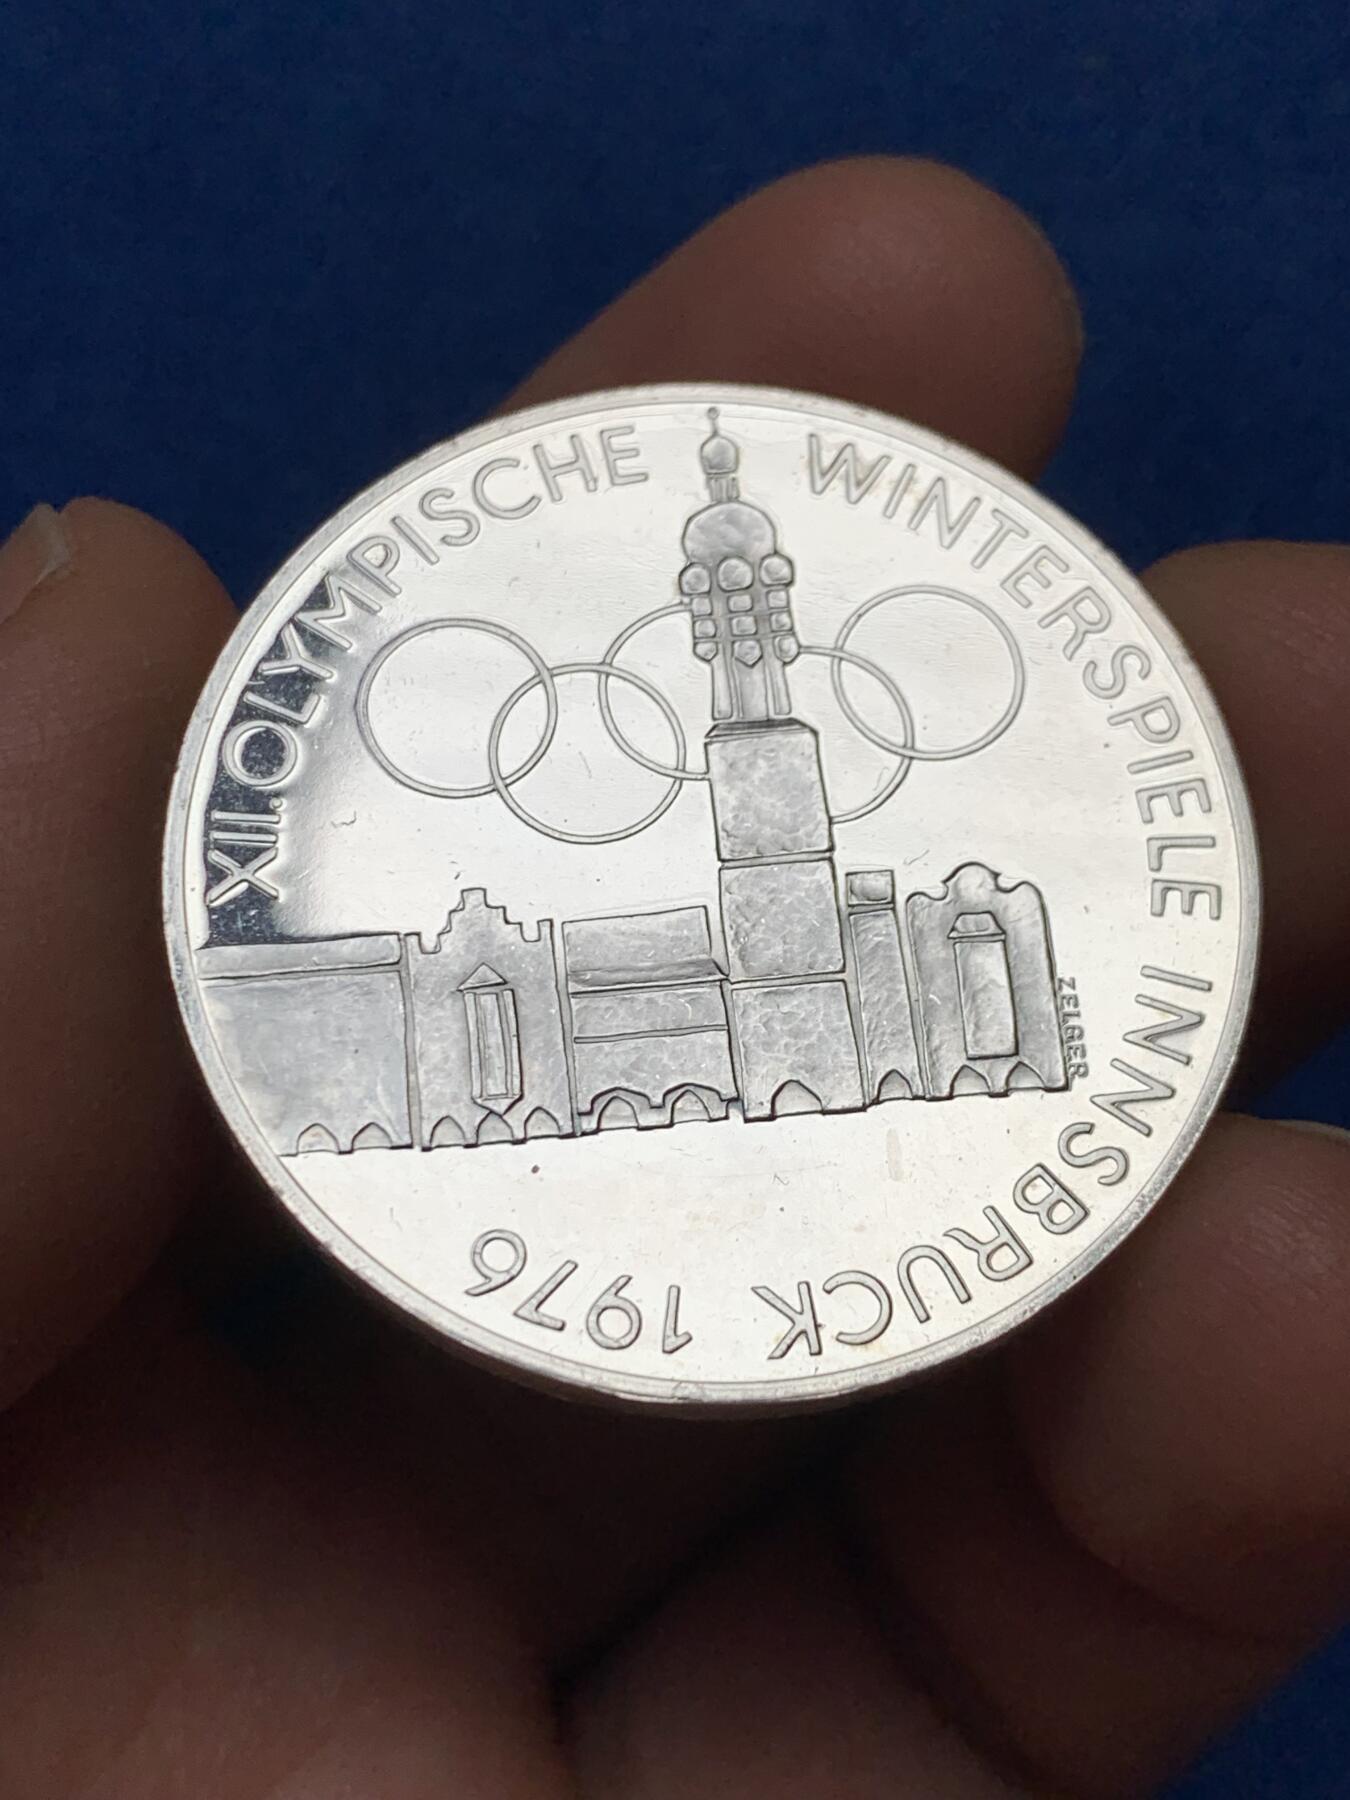 XII. OLYMPISCHE WINTERSPIELE INNSBRUCK 1976
ZELGER